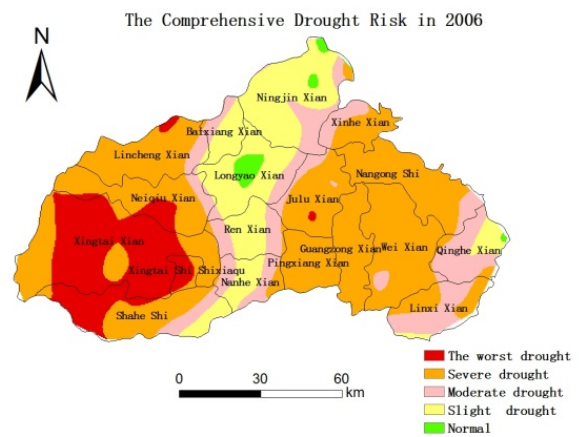 The Comprehensive Drought Risk in 2006
N
Ningjin Xian
Baixiang Xian
Xinhe Xian
Lincheng Xian
Longyao Xian
Nangong Shi
Neiqiu Xian
Julu Xian
Ren Xian
Xingtai Xian
Guangzong Xian
Wei Xian
Qinghe Xian
Pingxiang Xian
Xingtai Shi Shixiaqu
Nanhe Xian
Shahe Shi
Linxi Xian
The worst drought
Severe drought
Moderate drought
Slight drought
Normal
0 30 60
km